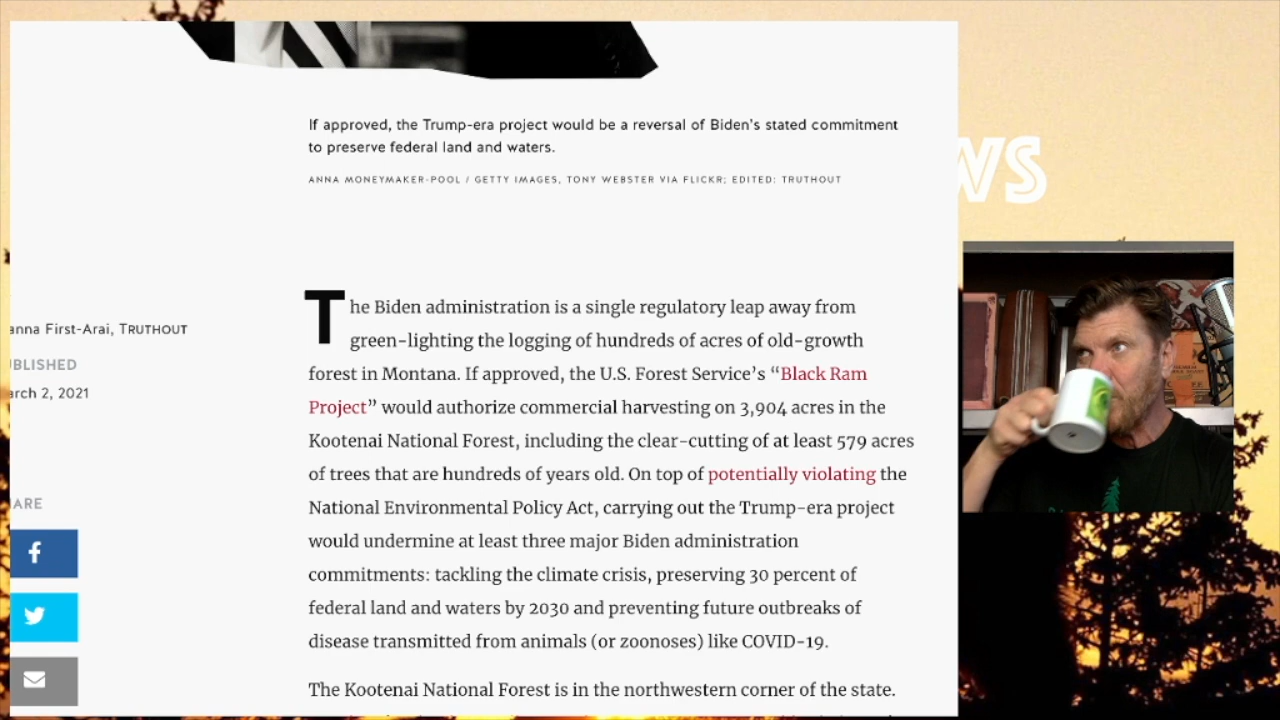 If approved, the Trump-era project would be a reversal of Biden's stated commitment
to preserve federal land and waters.
ANNA MONEYMAKER-POOL / GETTY IMAGES, TONY WEBSTER VIA FLICKR; EDITED: TRUTHOUT
WS
anna First-Arai, TRUTHOUT
UBLISHED
arch 2, 2021
ARE
The Biden administration is a single regulatory leap away from
green-lighting the logging of hundreds of acres of old-growth
forest in Montana. If approved, the U.S. Forest Service's “Black Ram
Project” would authorize commercial harvesting on 3,904 acres in the
Kootenai National Forest, including the clear-cutting of at least 579 acres
of trees that are hundreds of years old. On top of potentially violating the
National Environmental Policy Act, carrying out the Trump-era project
would undermine at least three major Biden administration
commitments: tackling the climate crisis, preserving 30 percent of
federal land and waters by 2030 and preventing future outbreaks of
disease transmitted from animals (or zoonoses) like COVID-19.
The Kootenai National Forest is in the northwestern corner of the state.